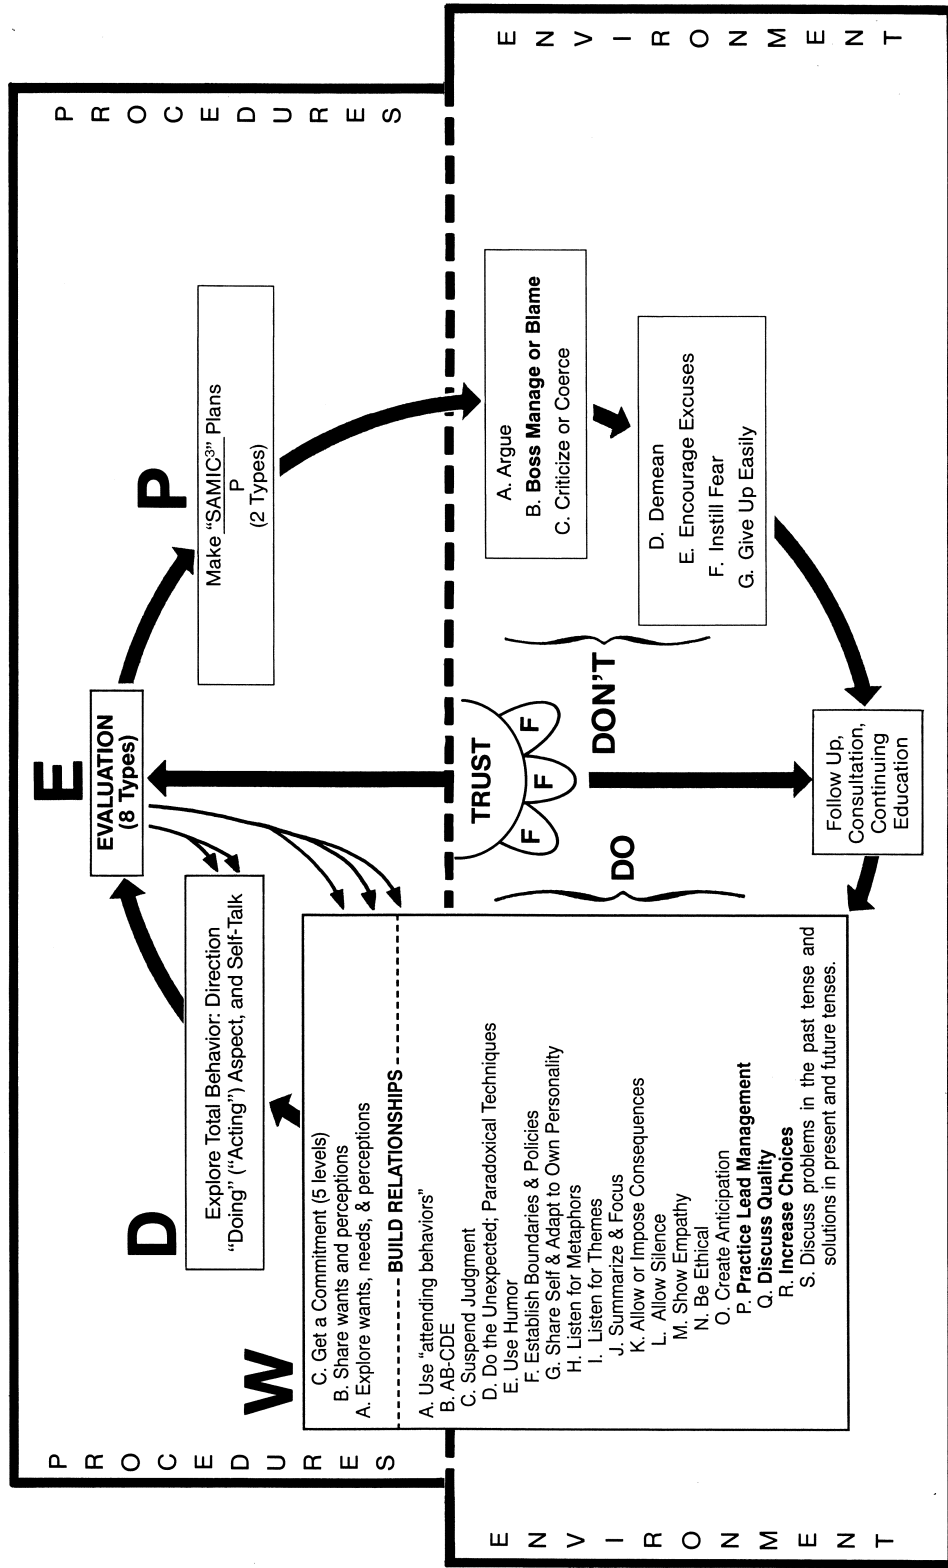 PROCEDURES
PROCEDURES
E
EVALUATION
(8 Types)
D
Explore Total Behavior: Direction
“Doing” (“Acting”) Aspect, and Self-Talk
P
Make “SAMIC³” Plans
P
(2 Types)
W
C. Get a Commitment (5 levels)
B. Share wants and perceptions
A. Explore wants, needs, & perceptions
BUILD RELATIONSHIPS
A. Use “attending behaviors”
B. AB-CDE
C. Suspend Judgment
D. Do the Unexpected; Paradoxical Techniques
E. Use Humor
F. Establish Boundaries & Policies
G. Share Self & Adapt to Own Personality
H. Listen for Metaphors
I. Listen for Themes
J. Summarize & Focus
K. Allow or Impose Consequences
L. Allow Silence
M. Show Empathy
N. Be Ethical
O. Create Anticipation
P. Practice Lead Management
Q. Discuss Quality
R. Increase Choices
S. Discuss problems in the past tense and
solutions in present and future tenses.
DO
TRUST
F
F
F
DON'T
A. Argue
B. Boss Manage or Blame
C. Criticize or Coerce
D. Demean
E. Encourage Excuses
F. Instill Fear
G. Give Up Easily
Follow Up,
Consultation,
Continuing
Education
ENVIRONMENT
ENVIRONMENT